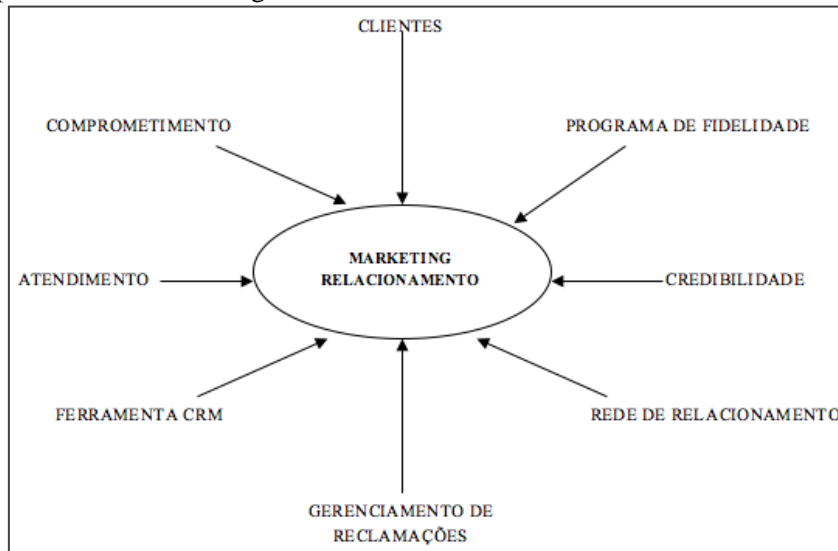 CLIENTES
COMPROMETIMENTO
PROGRAMA DE FIDELIDADE
MARKETING
RELACIONAMENTO
ATENDIMENTO
CREDIBILIDADE
FERRAMENTA CRM
REDE DE RELACIONAMENTO
GERENCIAMENTO DE
RECLAMAÇÕES